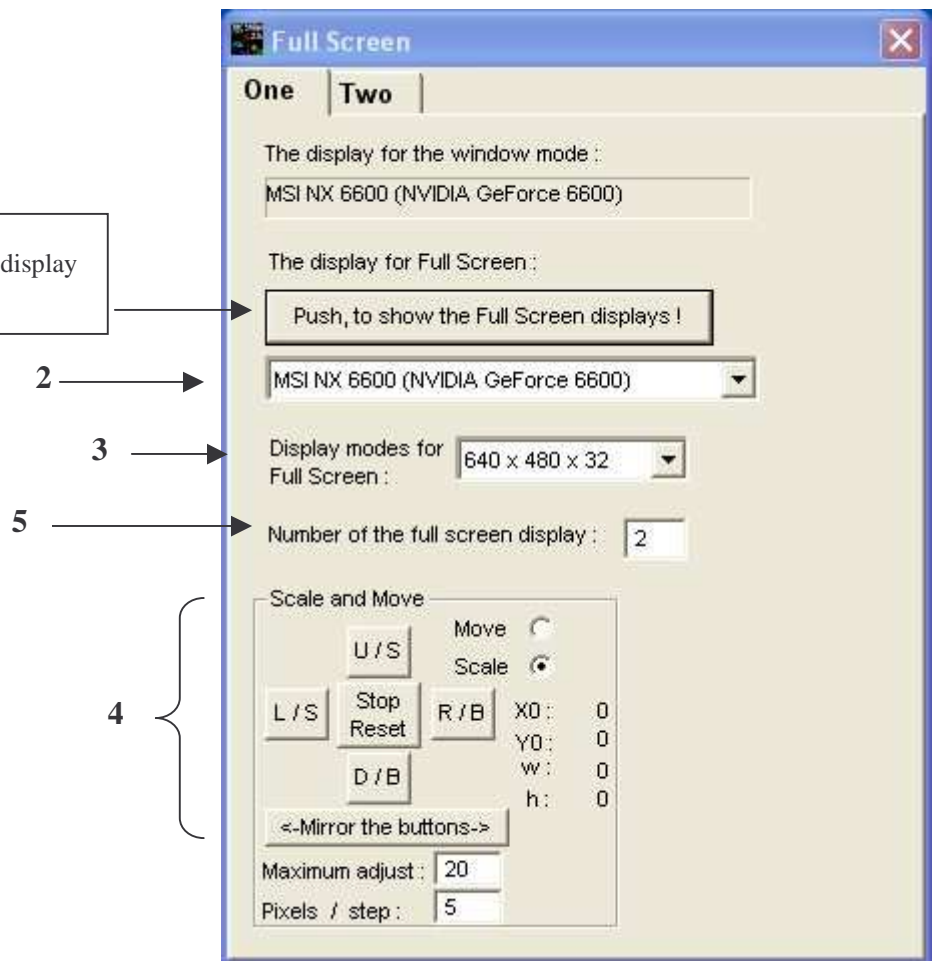 Full Screen
One Two
The display for the window mode :
MSI NX 6600 (NVIDIA GeForce 6600)
display
The display for Full Screen :
Push, to show the Full Screen displays !
2
MSI NX 6600 (NVIDIA GeForce 6600)
3
Display modes for
Full Screen :
640 x 480 x 32
5
Number of the full screen display : 2
4
Scale and Move
Move
U / S
Scale
L / S
Stop
Reset
R / B
X0 : 0
Y0 : 0
w : 0
h : 0
D / B
<-Mirror the buttons->
Maximum adjust : 20
Pixels / step : 5